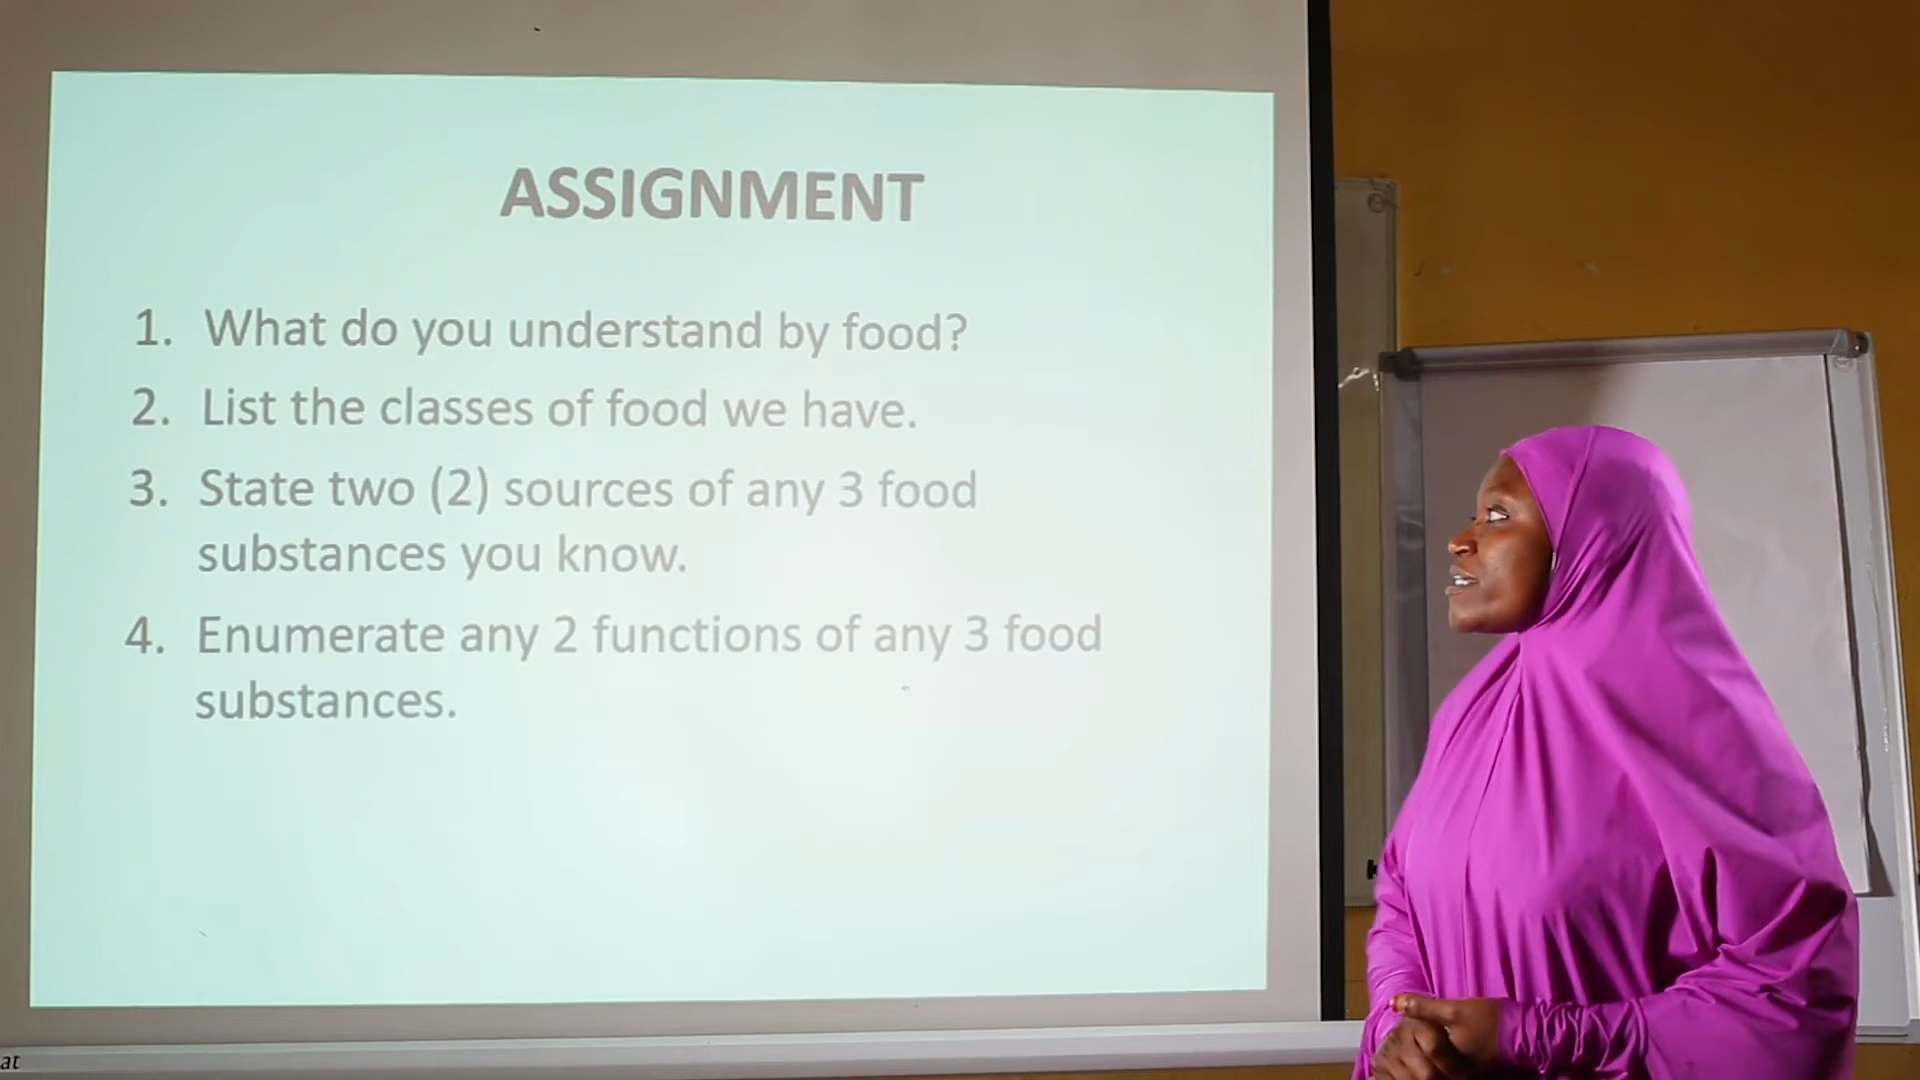 ASSIGNMENT
1. What do you understand by food?
2. List the classes of food we have.
3. State two (2) sources of any 3 food
substances you know.
4. Enumerate any 2 functions of any 3 food
substances.
at